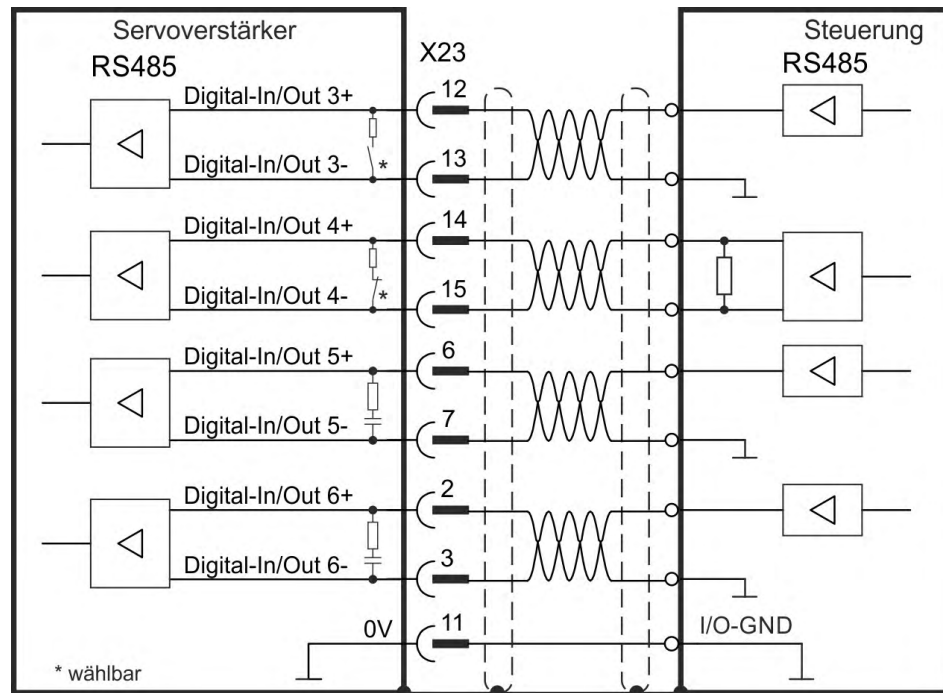 Servoverstärker
Steuerung
RS485
X23
RS485
Digital-In/Out 3+
12
Digital-In/Out 3-
*
13
Digital-In/Out 4+
14
Digital-In/Out 4-
*
15
Digital-In/Out 5+
6
Digital-In/Out 5-
7
Digital-In/Out 6+
2
Digital-In/Out 6-
3
0V
11
I/O-GND
* wählbar